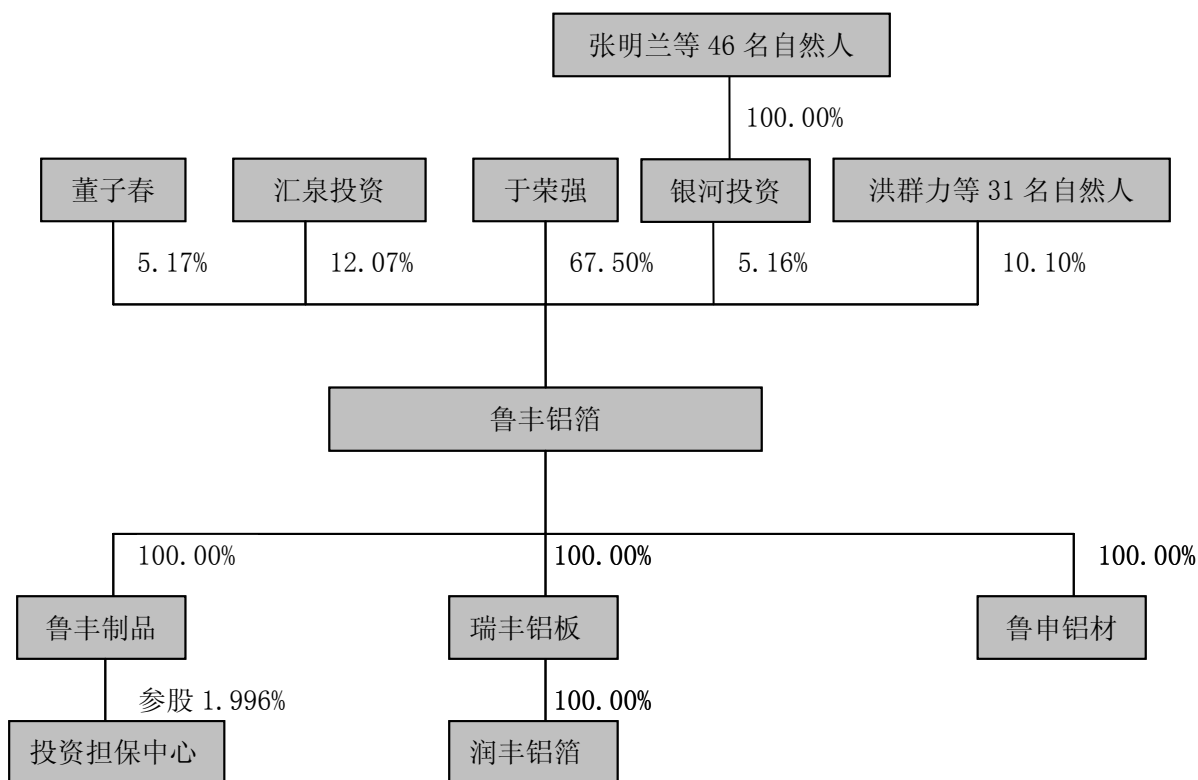 张明兰等 46 名自然人
100.00%
董子春
汇泉投资
于荣强
银河投资
洪群力等 31 名自然人
5.17%
12.07%
67.50%
5.16%
10.10%
鲁丰铝箔
100.00%
100.00%
100.00%
鲁丰制品
瑞丰铝板
鲁申铝材
参股 1.996%
100.00%
投资担保中心
润丰铝箔